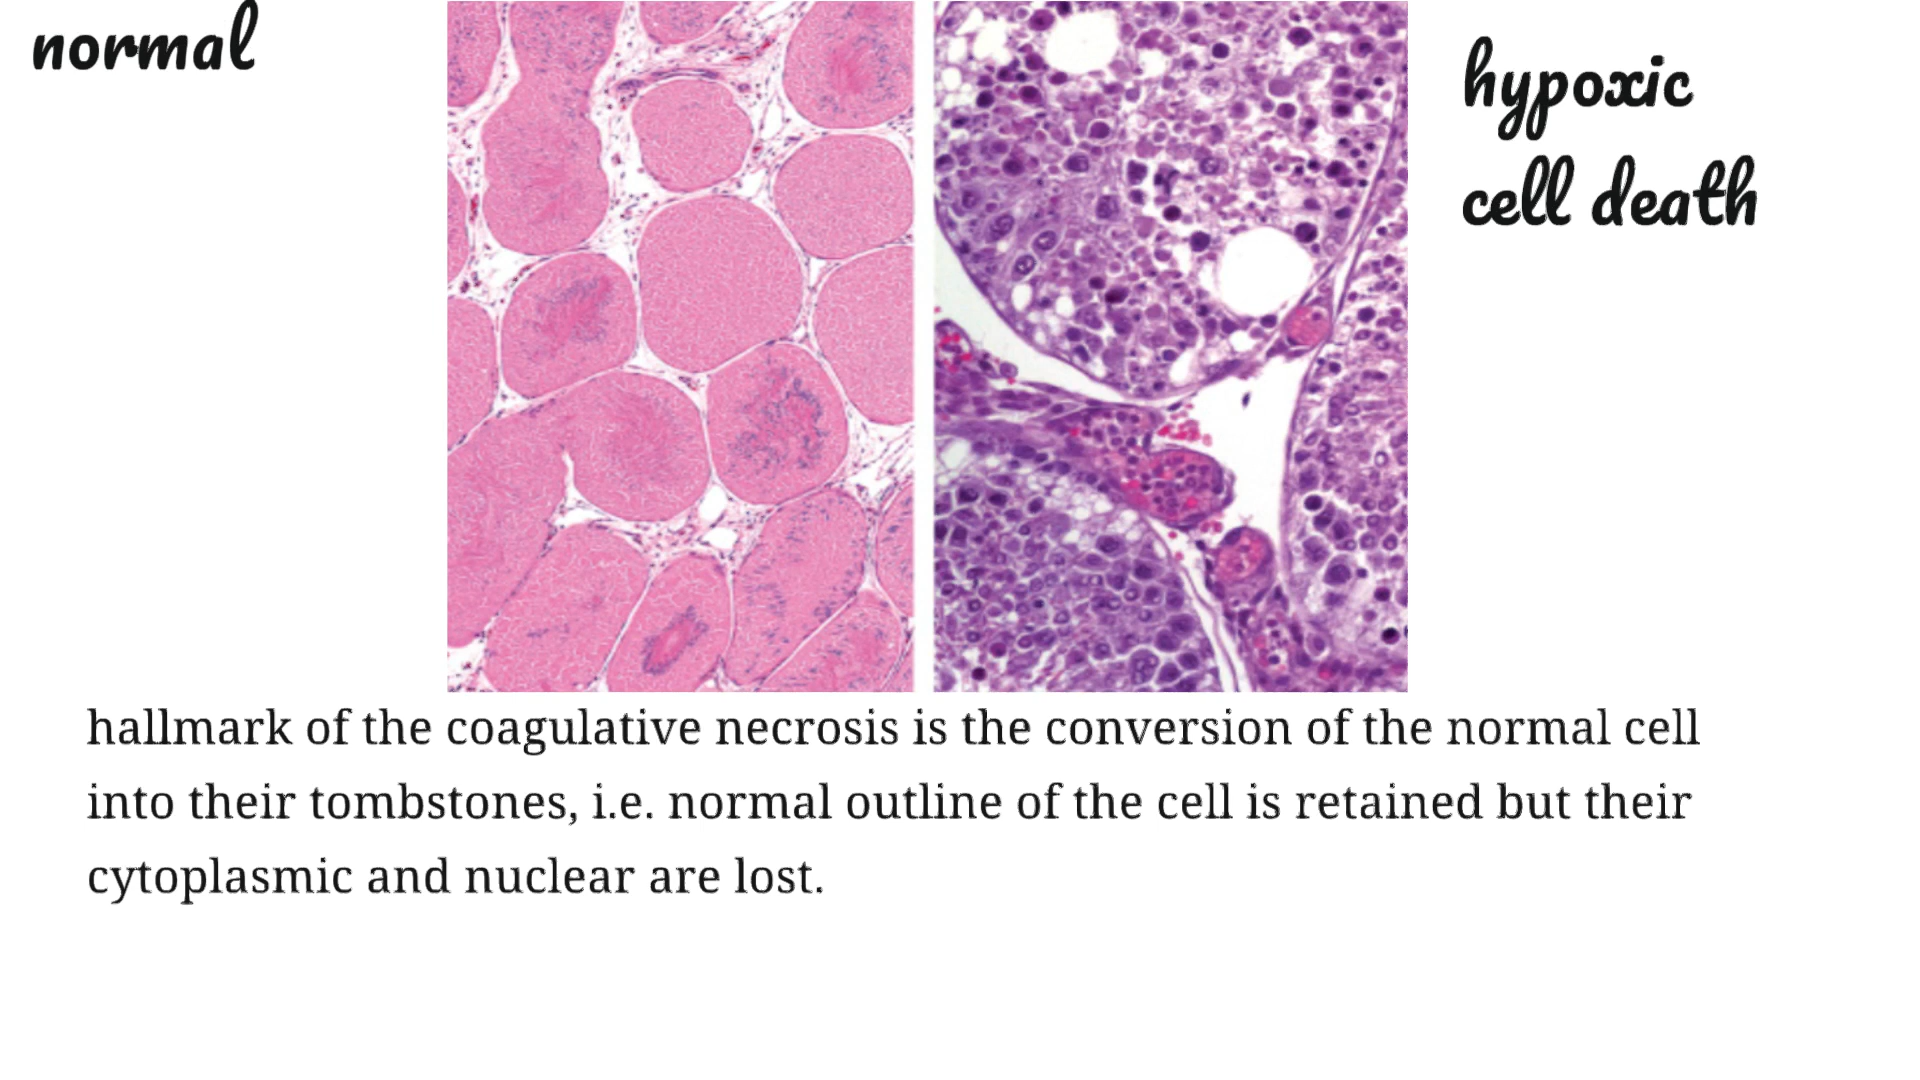 normal
hypoxic
cell death
hallmark of the coagulative necrosis is the conversion of the normal cell
into their tombstones, i.e. normal outline of the cell is retained but their
cytoplasmic and nuclear are lost.